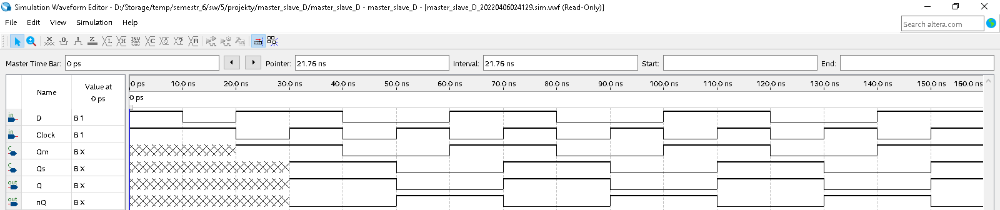 Simulation Waveform Editor - D:/Storage/temp/semestr_6/sw/5/projekty/master_slave_D/master_slave_D - master_slave_D - [master_slave_D_20220406024129.sim.vwf (Read-Only)]
File Edit View Simulation Help
Search altera.com
Master Time Bar: 0 ps Pointer: 21.76 ns Interval: 21.76 ns Start: End:
Name Value at 0 ps
0 ps 10.0 ns 20.0 ns 30.0 ns 40.0 ns 50.0 ns 60.0 ns 70.0 ns 80.0 ns 90.0 ns 100.0 ns 110.0 ns 120.0 ns 130.0 ns 140.0 ns 150.0 ns 160.0 ns
0 ps
in D B 1
in Clock B 1
C Qm B X
C Qs B X
out Q B X
out nQ B X